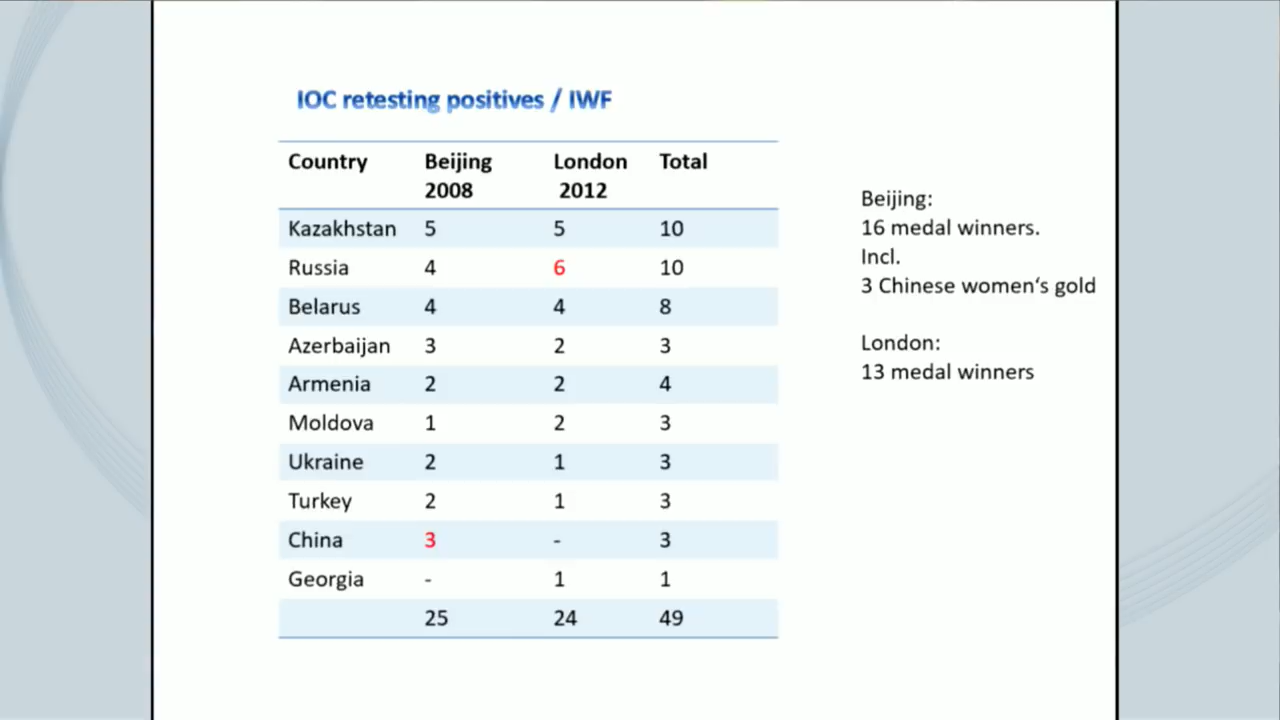 IOC retesting positives / IWF
Country Beijing 2008 London 2012 Total
Kazakhstan 5 5 10
Russia 4 6 10
Belarus 4 4 8
Azerbaijan 3 2 3
Armenia 2 2 4
Moldova 1 2 3
Ukraine 2 1 3
Turkey 2 1 3
China 3 - 3
Georgia - 1 1
25 24 49
Beijing:
16 medal winners.
Incl.
3 Chinese women‘s gold
London:
13 medal winners